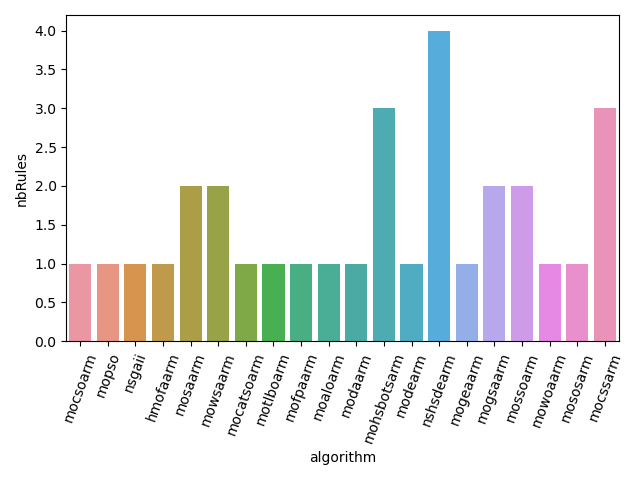 4.0
3.5
3.0
2.5
2.0
1.5
1.0
0.5
0.0
nbRules
mocsoarm
mopso
nsgaii
hmofaarm
mosaarm
mowsaarm
mocatsoarm
motlboarm
mofpaarm
moaloarm
modaarm
mohsbotsarm
modearm
nshsdearm
mogeaarm
mogsaarm
mossoarm
mowoaarm
mososarm
mocssarm
algorithm